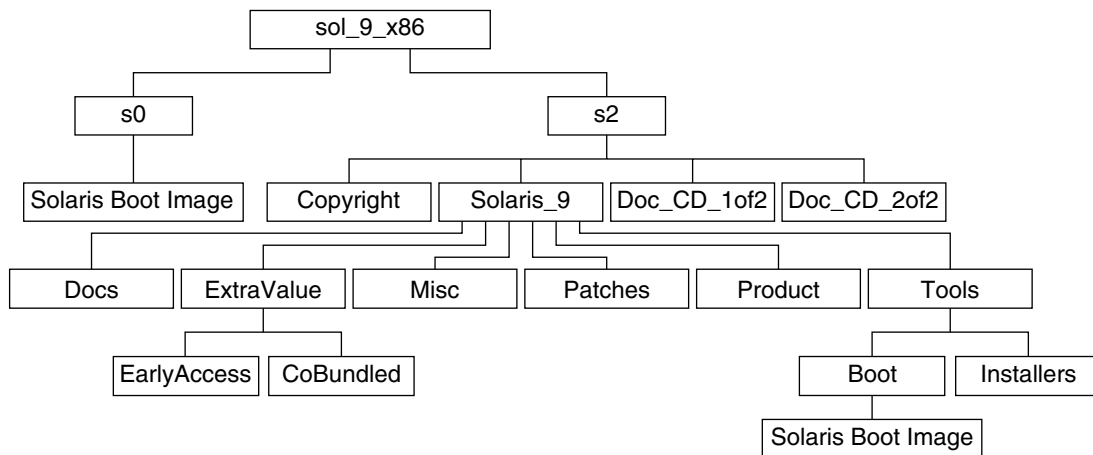 sol_9_x86
s0
s2
Solaris Boot Image
Copyright
Solaris_9
Doc_CD_1of2
Doc_CD_2of2
Docs
ExtraValue
Misc
Patches
Product
Tools
EarlyAccess
CoBundled
Boot
Installers
Solaris Boot Image